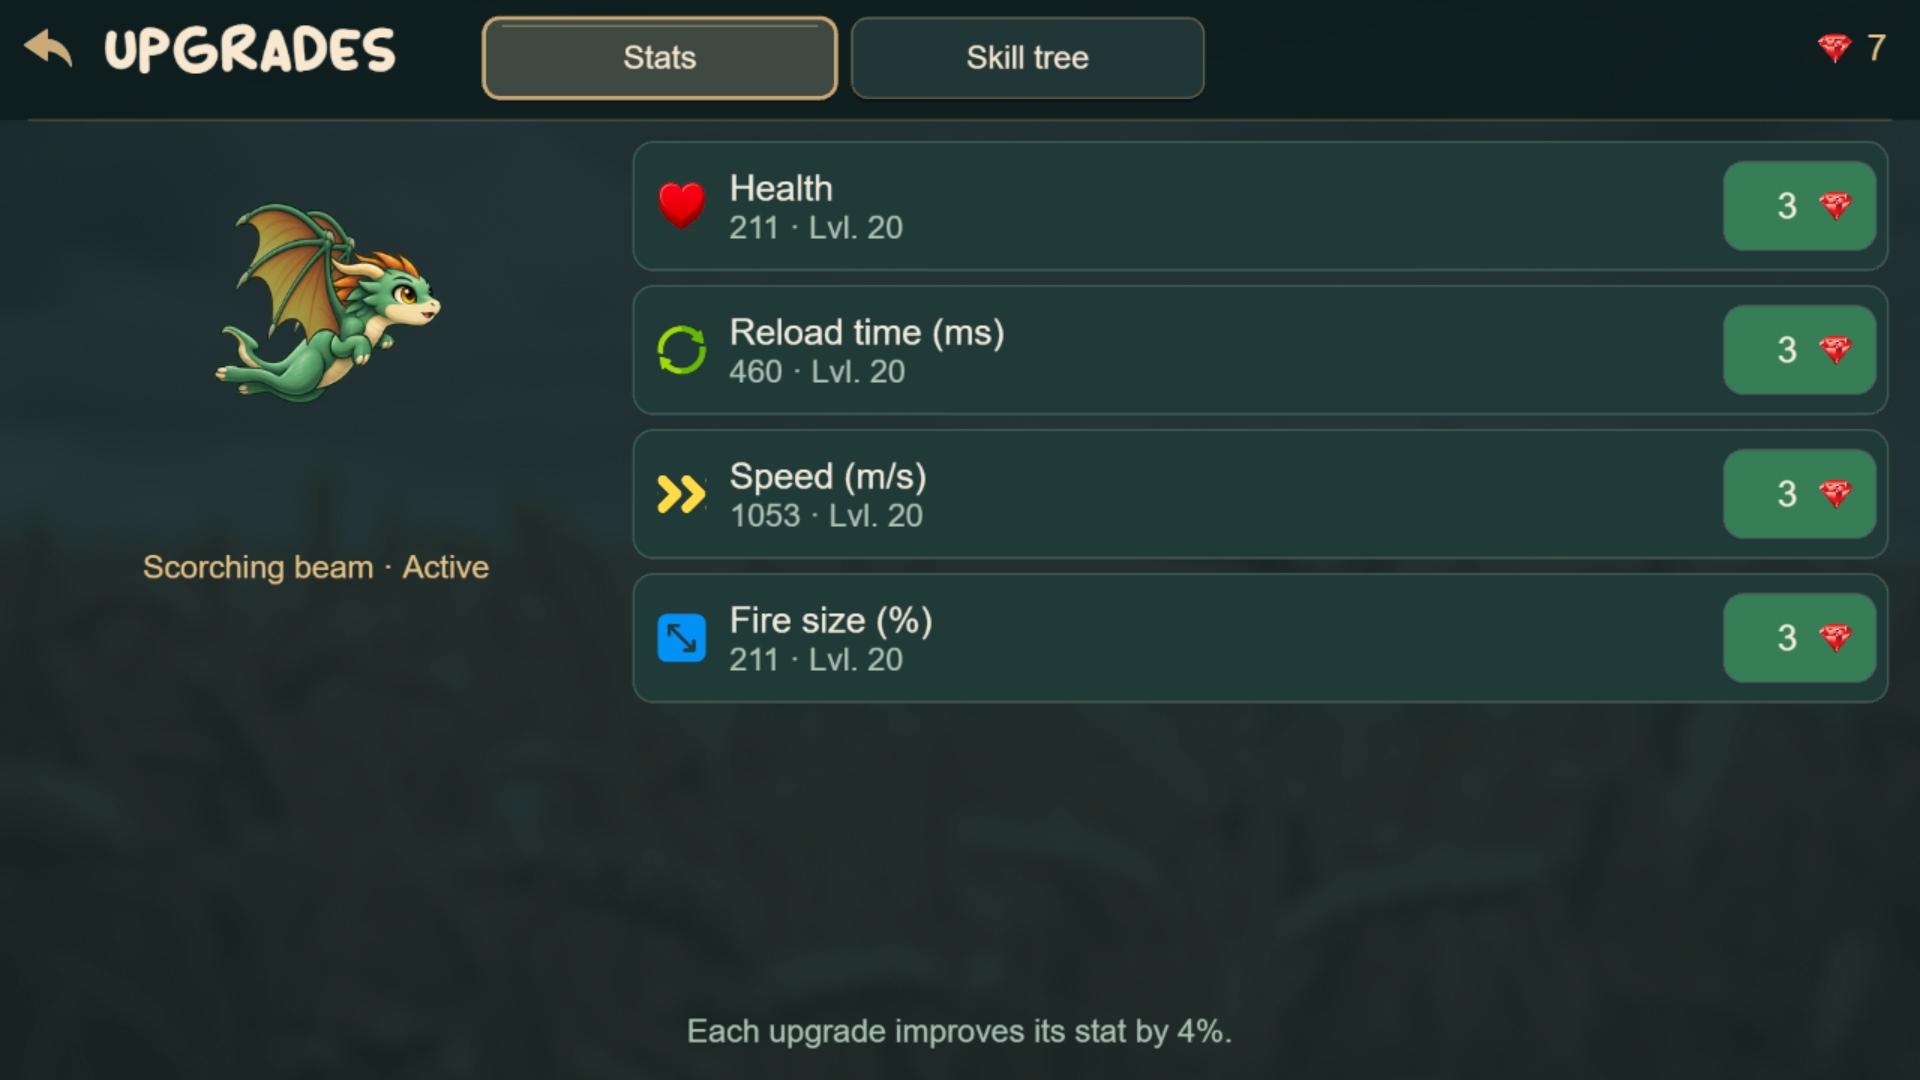 UPGRADES
Stats
Skill tree
7
Health
211 · Lvl. 20
3
Reload time (ms)
460 · Lvl. 20
3
Speed (m/s)
1053 · Lvl. 20
3
Fire size (%)
211 · Lvl. 20
3
Scorching beam · Active
Each upgrade improves its stat by 4%.